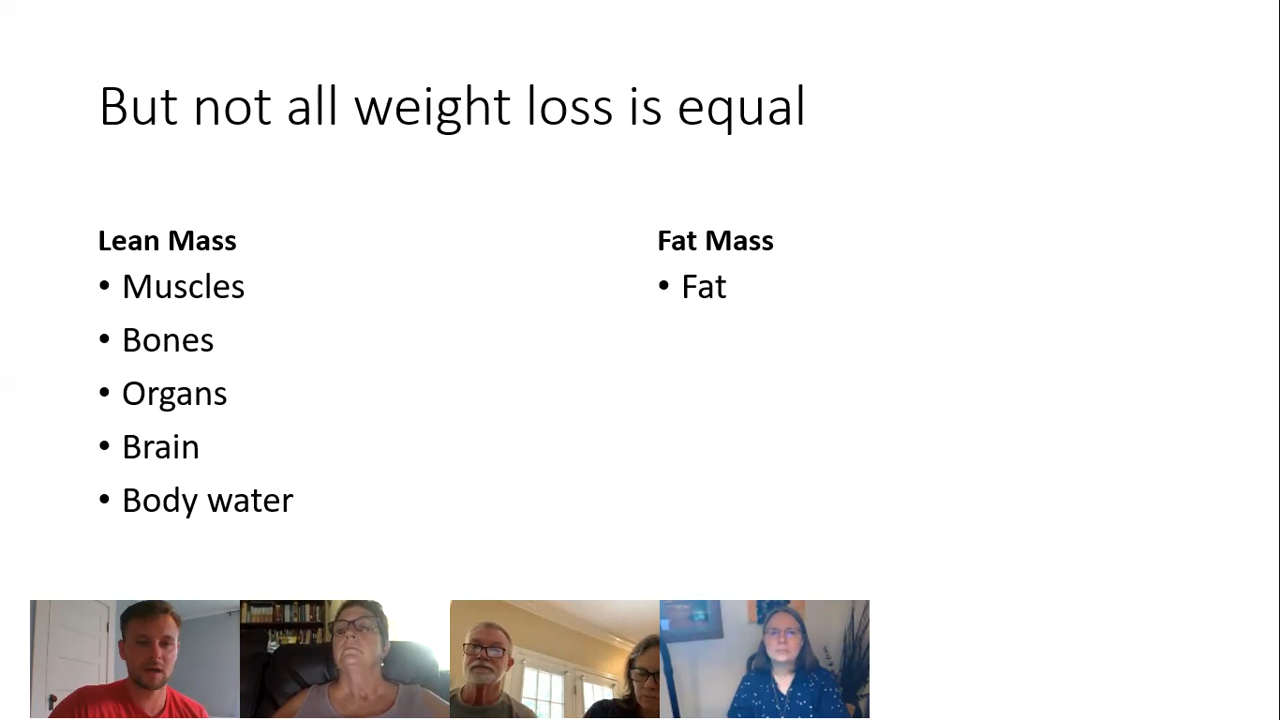 But not all weight loss is equal
Lean Mass
• Muscles
• Bones
• Organs
• Brain
• Body water
Fat Mass
• Fat